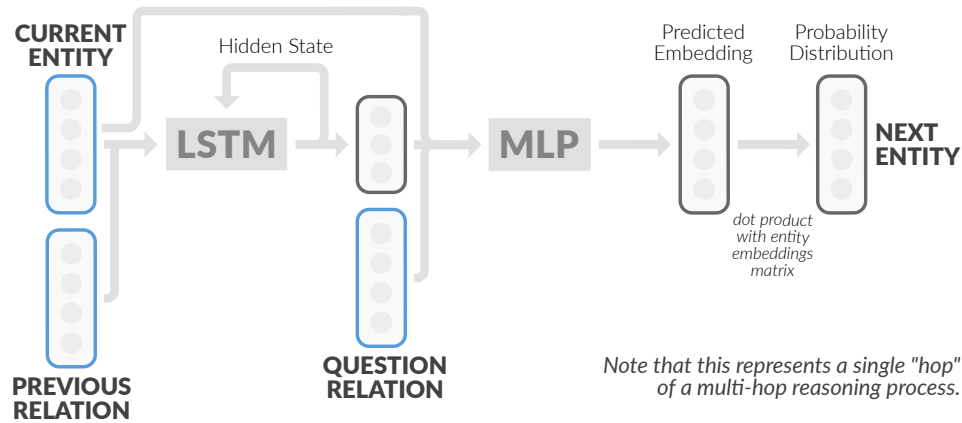 CURRENT
ENTITY
Hidden State
Predicted
Embedding
Probability
Distribution
LSTM
MLP
NEXT
ENTITY
dot product
with entity
embeddings
matrix
PREVIOUS
RELATION
QUESTION
RELATION
Note that this represents a single "hop"
of a multi-hop reasoning process.